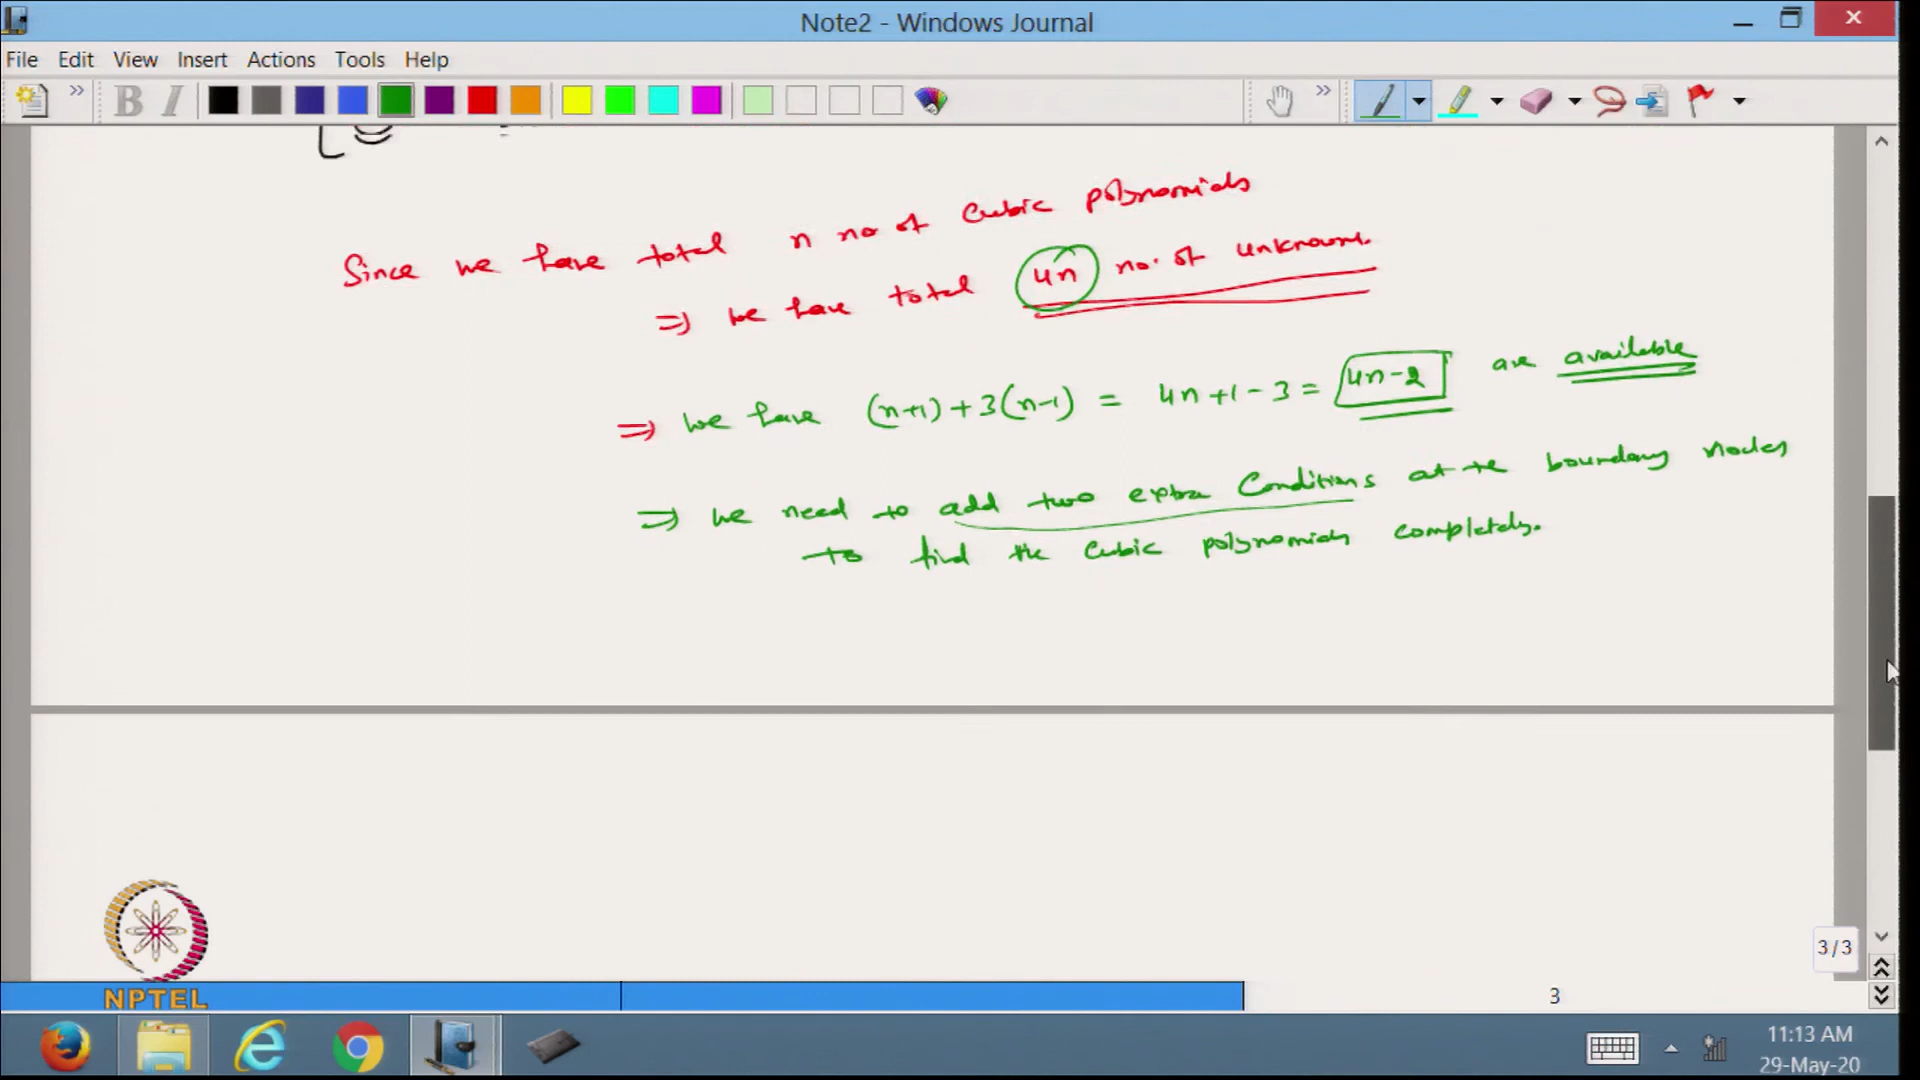 Note2 - Windows Journal
File Edit View Insert Actions Tools Help
B I
Since we have total n no of Cubic polynomials
⇒ we have total 4n no. of unknowns.
⇒ we have (n+1)+3(n-1) = 4n+1-3 = 4n-2 are available
⇒ we need to add two extra Conditions at the boundary nodes
to find the cubic polynomials completely.
3/3
NPTEL
3
11:13 AM
29-May-20